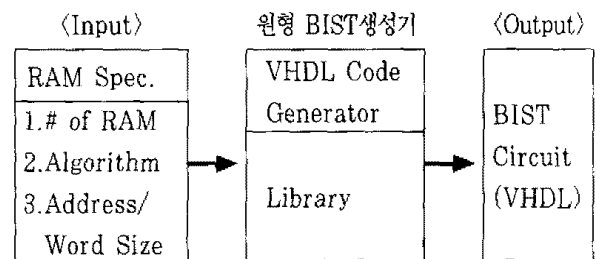 〈Input〉
RAM Spec.
1.# of RAM
2.Algorithm
3.Address/
Word Size
원형 BIST생성기
VHDL Code
Generator
Library
〈Output〉
BIST
Circuit
(VHDL)